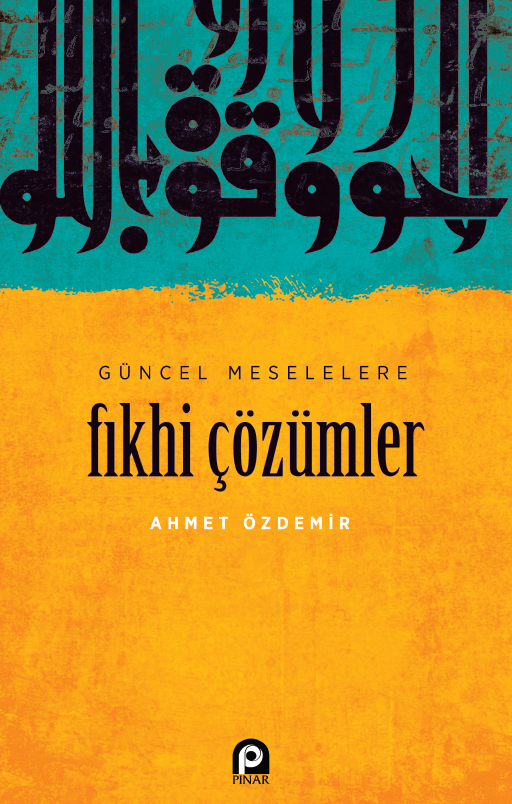 GÜNCEL MESELELERE
fıkhi çözümler
AHMET ÖZDEMİR
PINAR